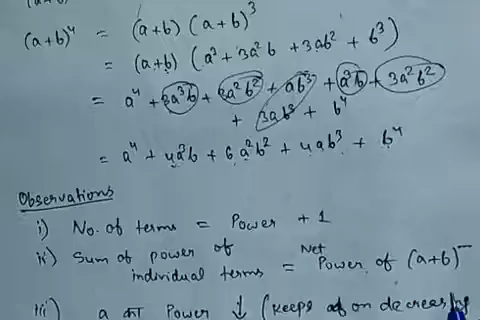 (a+b)⁴ = (a+b) (a+b)³
= (a+b) (a³ + 3a²b + 3ab² + b³)
= a⁴ + 3a³b + 3a²b² + ab³ + a³b + 3a²b²
+ 3ab³ + b⁴
= a⁴ + 4a³b + 6a²b² + 4ab³ + b⁴
Observations
i) No. of terms = Power + 1
ii) Sum of power of individual terms = Net Power of (a+b)
iii) a का Power ↓ (keeps on decreasing